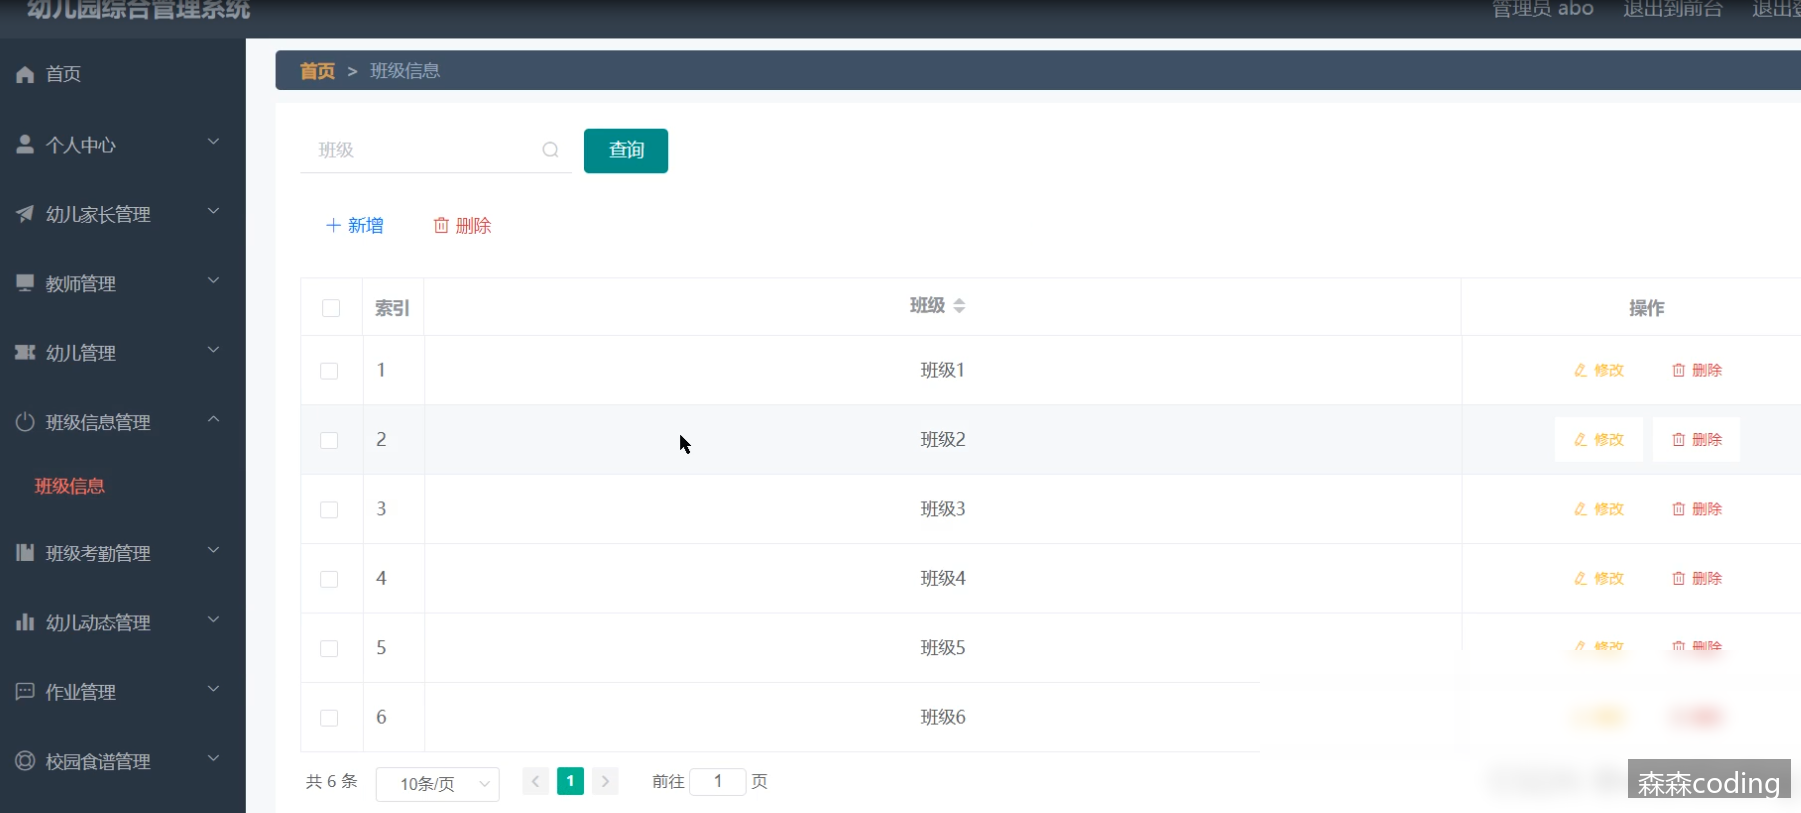 幼儿园综合管理系统
管理员 abo 退出到前台
首页
个人中心
幼儿家长管理
教师管理
幼儿管理
班级信息管理
班级信息
班级考勤管理
幼儿动态管理
作业管理
校园食谱管理
首页 > 班级信息
班级 查询
+ 新增 删除
索引 班级 操作
1 班级1 修改 删除
2 班级2 修改 删除
3 班级3 修改 删除
4 班级4 修改 删除
5 班级5 修改 删除
6 班级6
共 6 条 10条/页 < 1 > 前往 1 页
森森coding